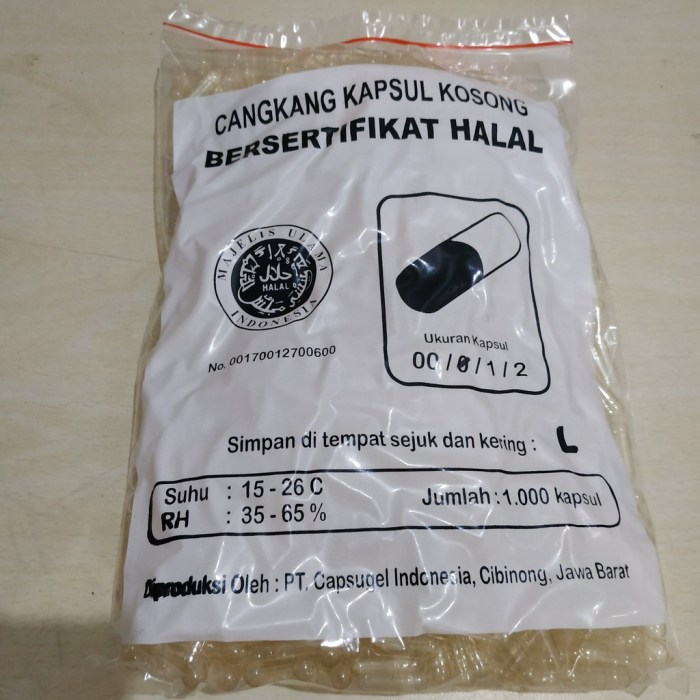 CANGKANG KAPSUL KOSONG
BERSERTIFIKAT HALAL
MAJELIS ULAMA
حلال
HALAL
INDONESIA
No. 00170012700600
Ukuran Kapsul
00/0/1/2
Simpan di tempat sejuk dan kering : L
Suhu : 15 - 26 C
Jumlah : 1.000 kapsul
RH : 35 - 65 %
Diproduksi Oleh : PT. Capsugel Indonesia, Cibinong, Jawa Barat